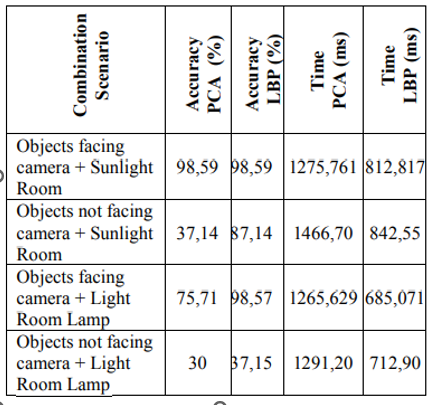 Combination Scenario
Accuracy PCA (%)
Accuracy LBP (%)
Time PCA (ms)
Time LBP (ms)
Objects facing
camera + Sunlight 98,59 98,59 1275,761 812,817
Room
Objects not facing
camera + Sunlight 37,14 87,14 1466,70 842,55
Room
Objects facing
camera + Light 75,71 98,57 1265,629 685,071
Room Lamp
Objects not facing
camera + Light 30 37,15 1291,20 712,90
Room Lamp